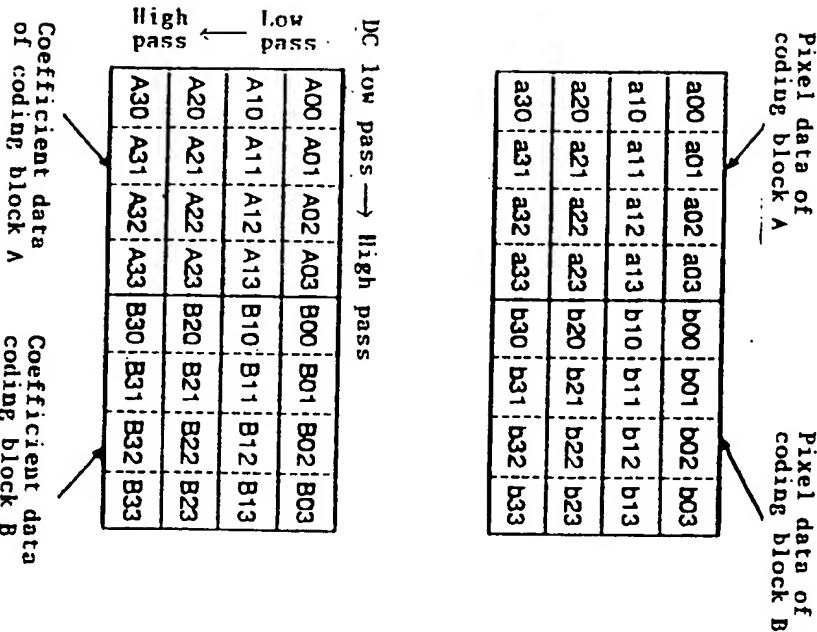 Pixel data of
coding block A
Pixel data of
coding block B
a00 a01 a02 a03 b00 b01 b02 b03
a10 a11 a12 a13 b10 b11 b12 b13
a20 a21 a22 a23 b20 b21 b22 b23
a30 a31 a32 a33 b30 b31 b32 b33
DC low pass → High pass
Low
pass
High
pass
A00 A01 A02 A03 B00 B01 B02 B03
A10 A11 A12 A13 B10 B11 B12 B13
A20 A21 A22 A23 B20 B21 B22 B23
A30 A31 A32 A33 B30 B31 B32 B33
Coefficient data
of coding block A
Coefficient data
coding block B